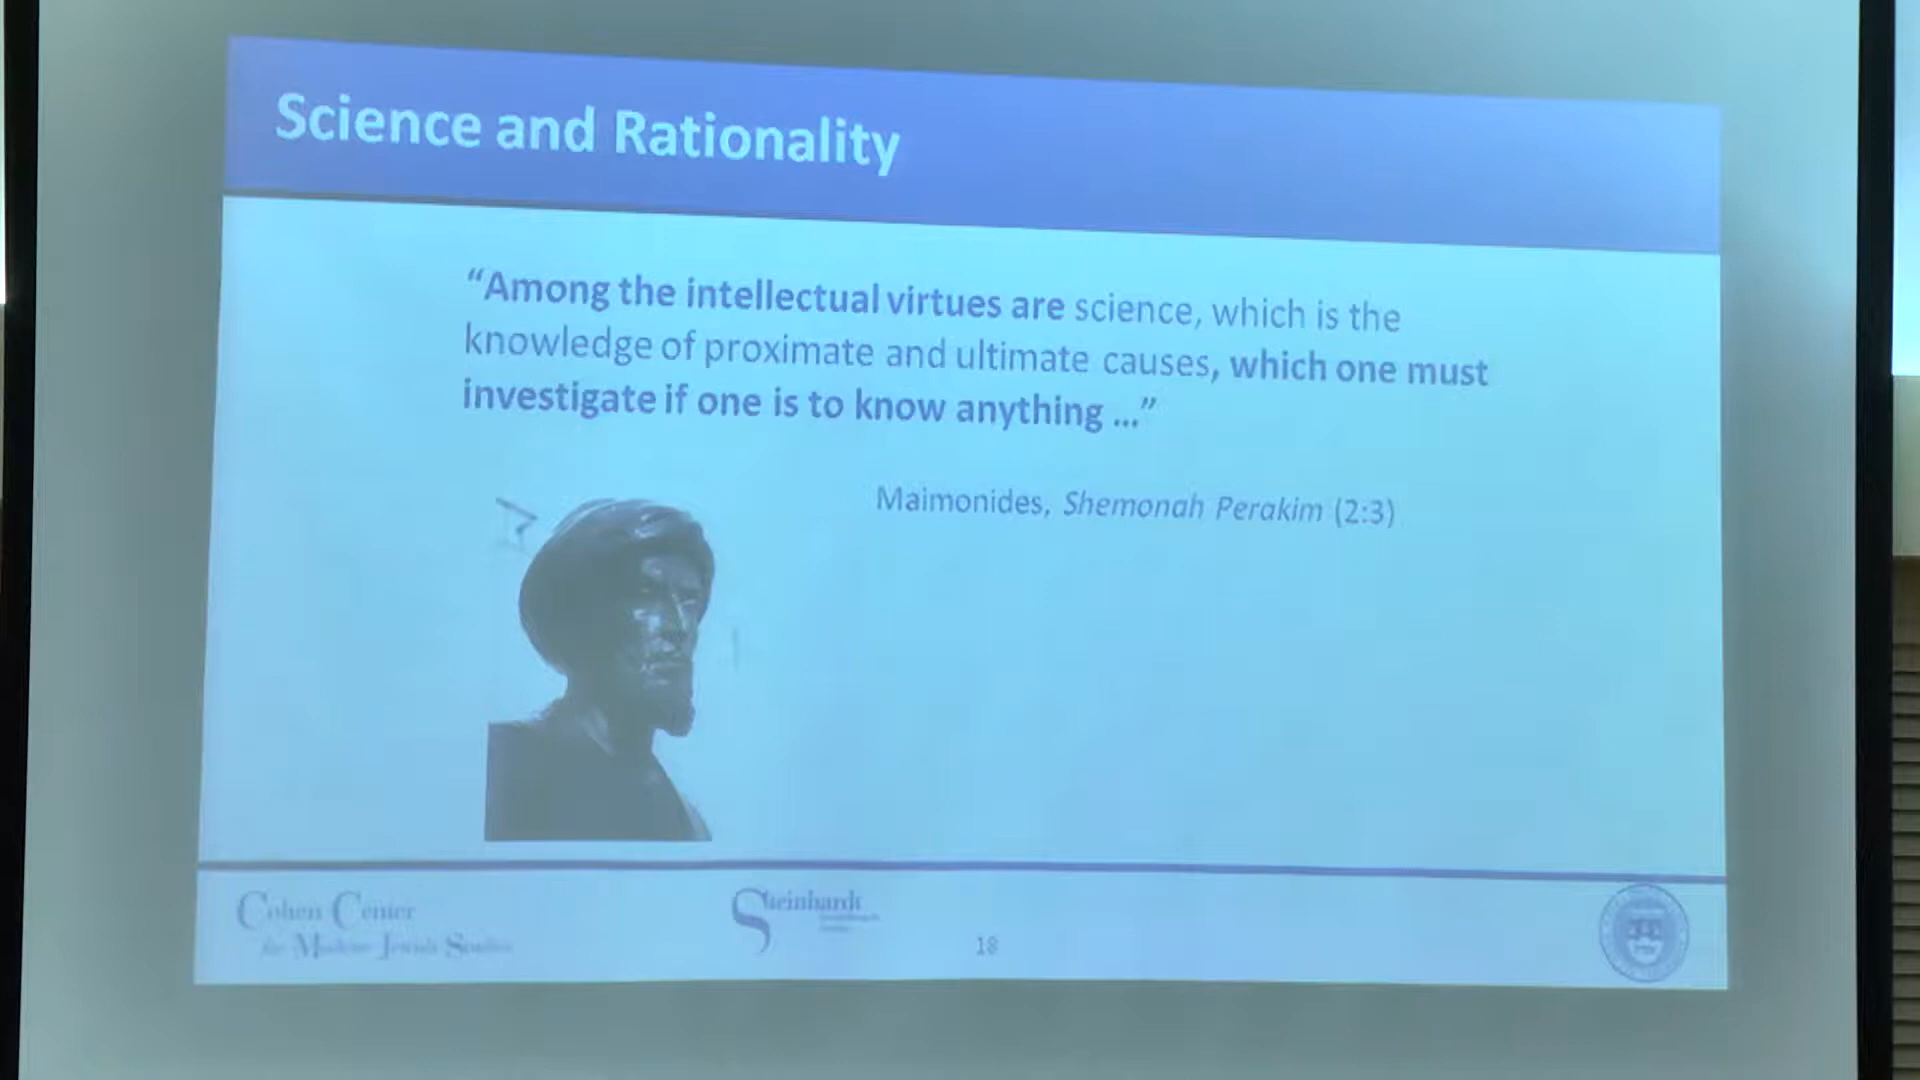 Science and Rationality
“Among the intellectual virtues are science, which is the
knowledge of proximate and ultimate causes, which one must
investigate if one is to know anything ...”
Maimonides, Shemonah Perakim (2:3)
Cohen Center
for Modern Jewish Studies
Steinhardt
18